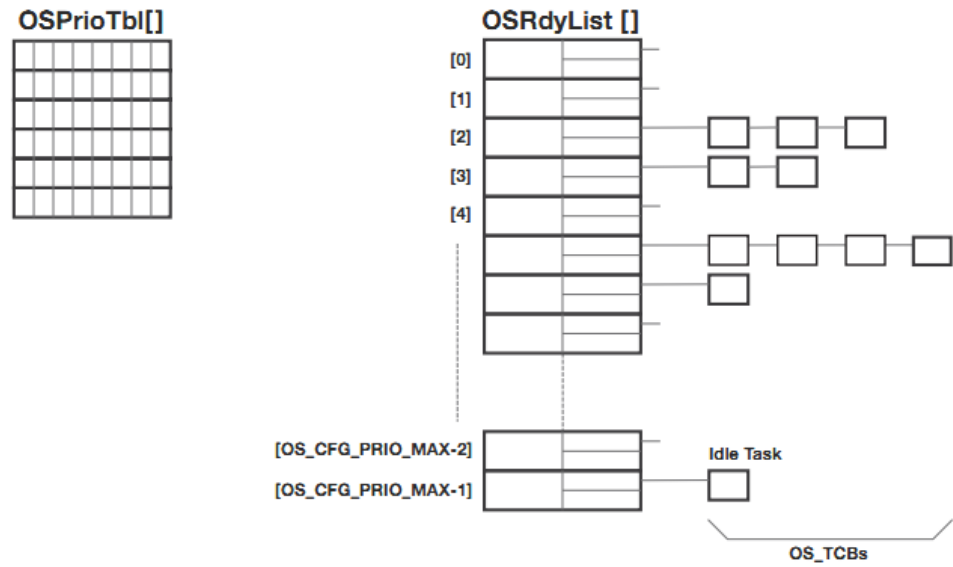 OSPrioTbl[]
OSRdyList []
[0]
[1]
[2]
[3]
[4]
[OS_CFG_PRIO_MAX-2]
[OS_CFG_PRIO_MAX-1]
Idle Task
OS_TCBs